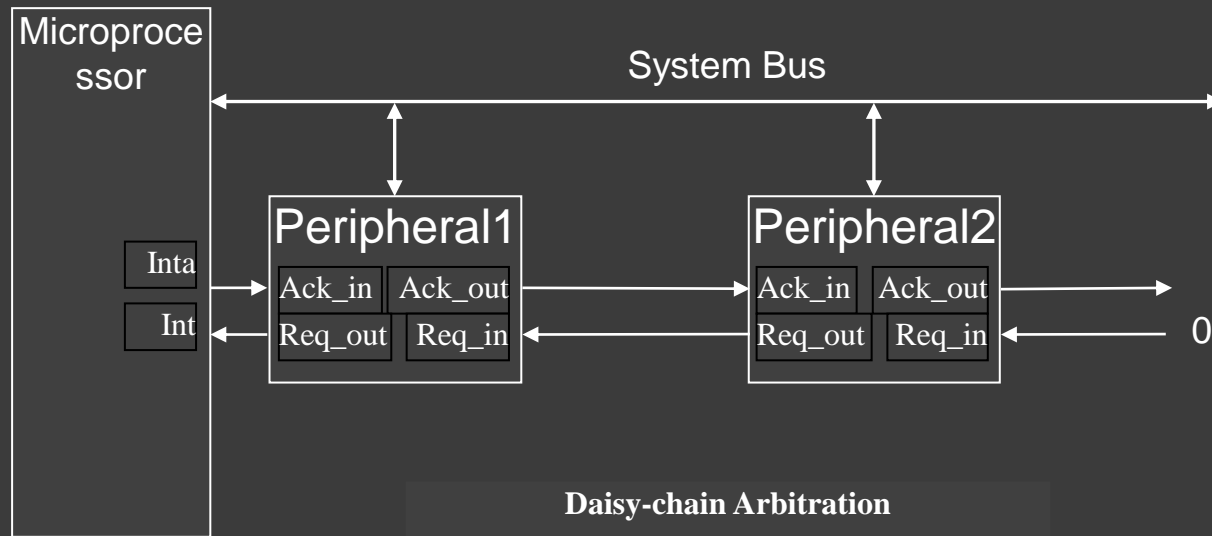 Microproce
ssor
System Bus
Peripheral1
Peripheral2
Inta
Ack_in
Ack_out
Ack_in
Ack_out
Int
Req_out
Req_in
Req_out
Req_in
0
Daisy-chain Arbitration